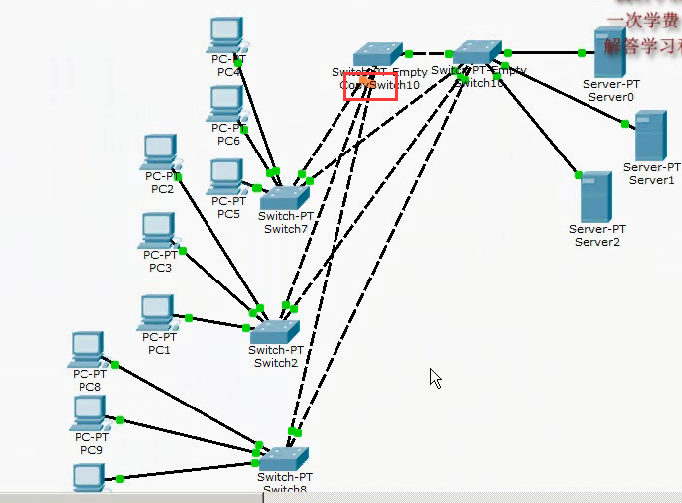 一次学费
解答学习和
PC-PT
PC4
Switch-PT-Empty
CopySwitch10
Switch-PT-Empty
Switch10
Server-PT
Server0
PC-PT
PC6
PC-PT
PC2
PC-PT
PC5
Switch-PT
Switch7
Server-PT
Server1
Server-PT
Server2
PC-PT
PC3
PC-PT
PC1
Switch-PT
Switch2
PC-PT
PC8
PC-PT
PC9
Switch-PT
Switch8